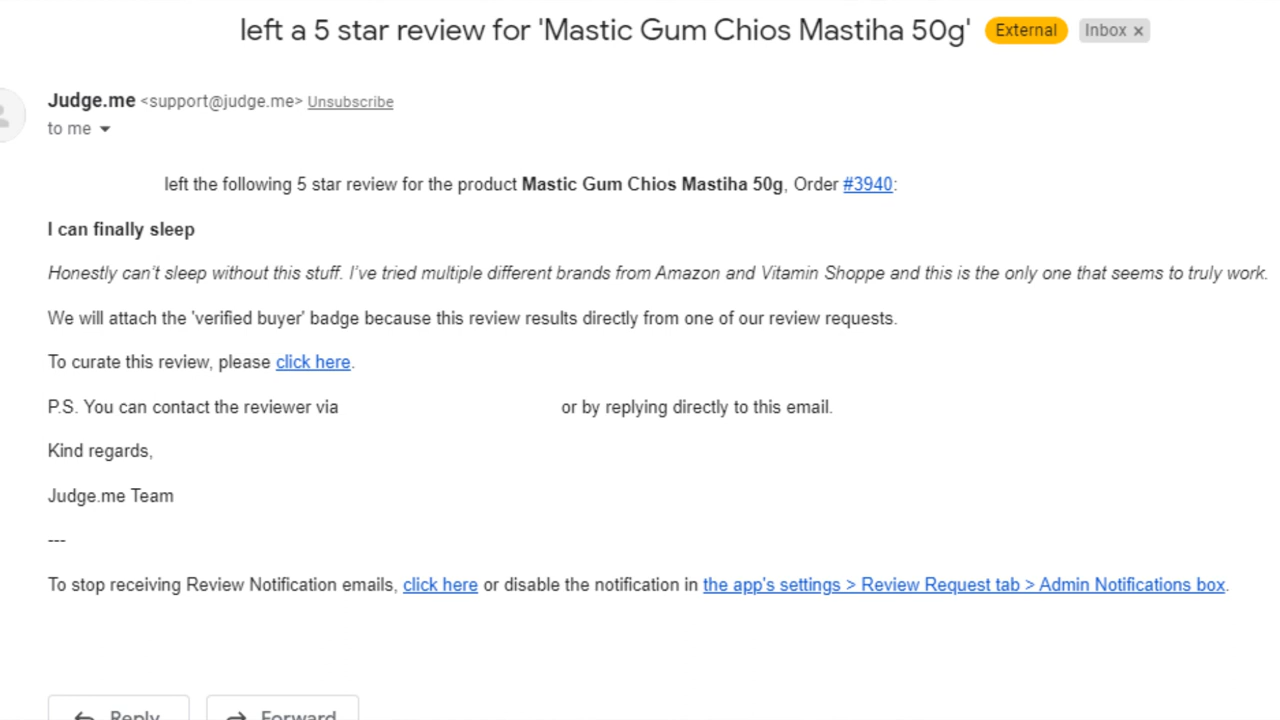 left a 5 star review for 'Mastic Gum Chios Mastiha 50g' External Inbox ×
Judge.me <support@judge.me> Unsubscribe
to me
left the following 5 star review for the product Mastic Gum Chios Mastiha 50g, Order #3940:
I can finally sleep
Honestly can't sleep without this stuff. I've tried multiple different brands from Amazon and Vitamin Shoppe and this is the only one that seems to truly work.
We will attach the 'verified buyer' badge because this review results directly from one of our review requests.
To curate this review, please click here.
P.S. You can contact the reviewer via or by replying directly to this email.
Kind regards,
Judge.me Team
---
To stop receiving Review Notification emails, click here or disable the notification in the app's settings > Review Request tab > Admin Notifications box.
Reply Forward